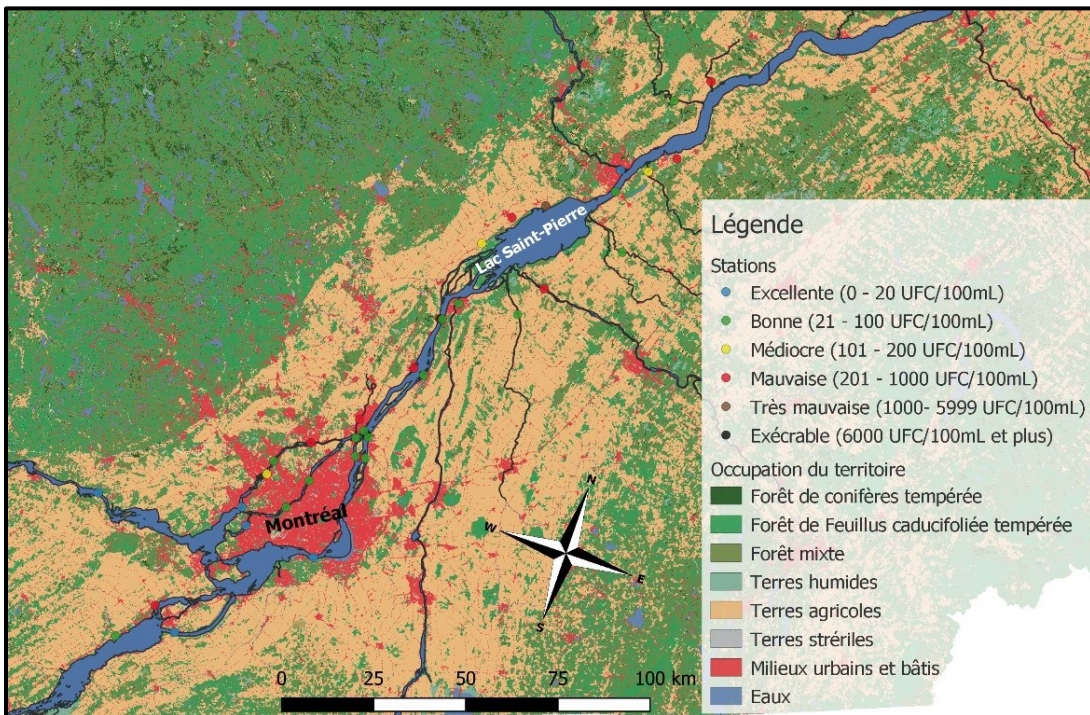 Lac Saint-Pierre
Montréal
N
W
E
S
0 25 50 75 100 km
Légende
Stations
Excellente (0 - 20 UFC/100mL)
Bonne (21 - 100 UFC/100mL)
Médiocre (101 - 200 UFC/100mL)
Mauvaise (201 - 1000 UFC/100mL)
Très mauvaise (1000- 5999 UFC/100mL)
Exécrable (6000 UFC/100mL et plus)
Occupation du territoire
Forêt de conifères tempérée
Forêt de Feuillus caducifoliée tempérée
Forêt mixte
Terres humides
Terres agricoles
Terres strériles
Milieux urbains et bâtis
Eaux